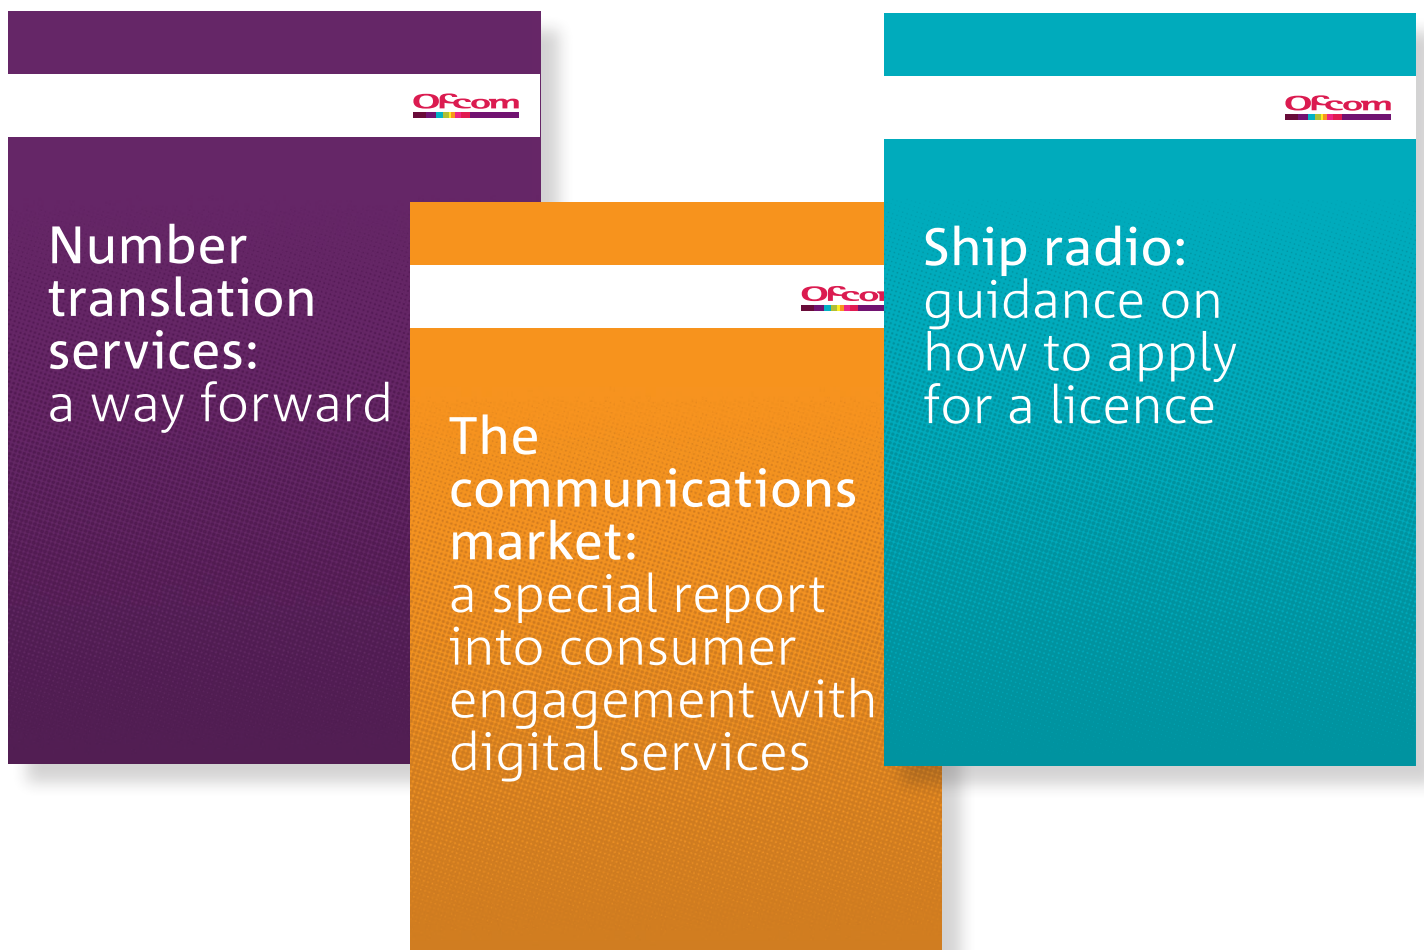 Ofcom
Number
translation
services:
a way forward
The
communications
market:
a special report
into consumer
engagement with
digital services
Ofcom
Ship radio:
guidance on
how to apply
for a licence